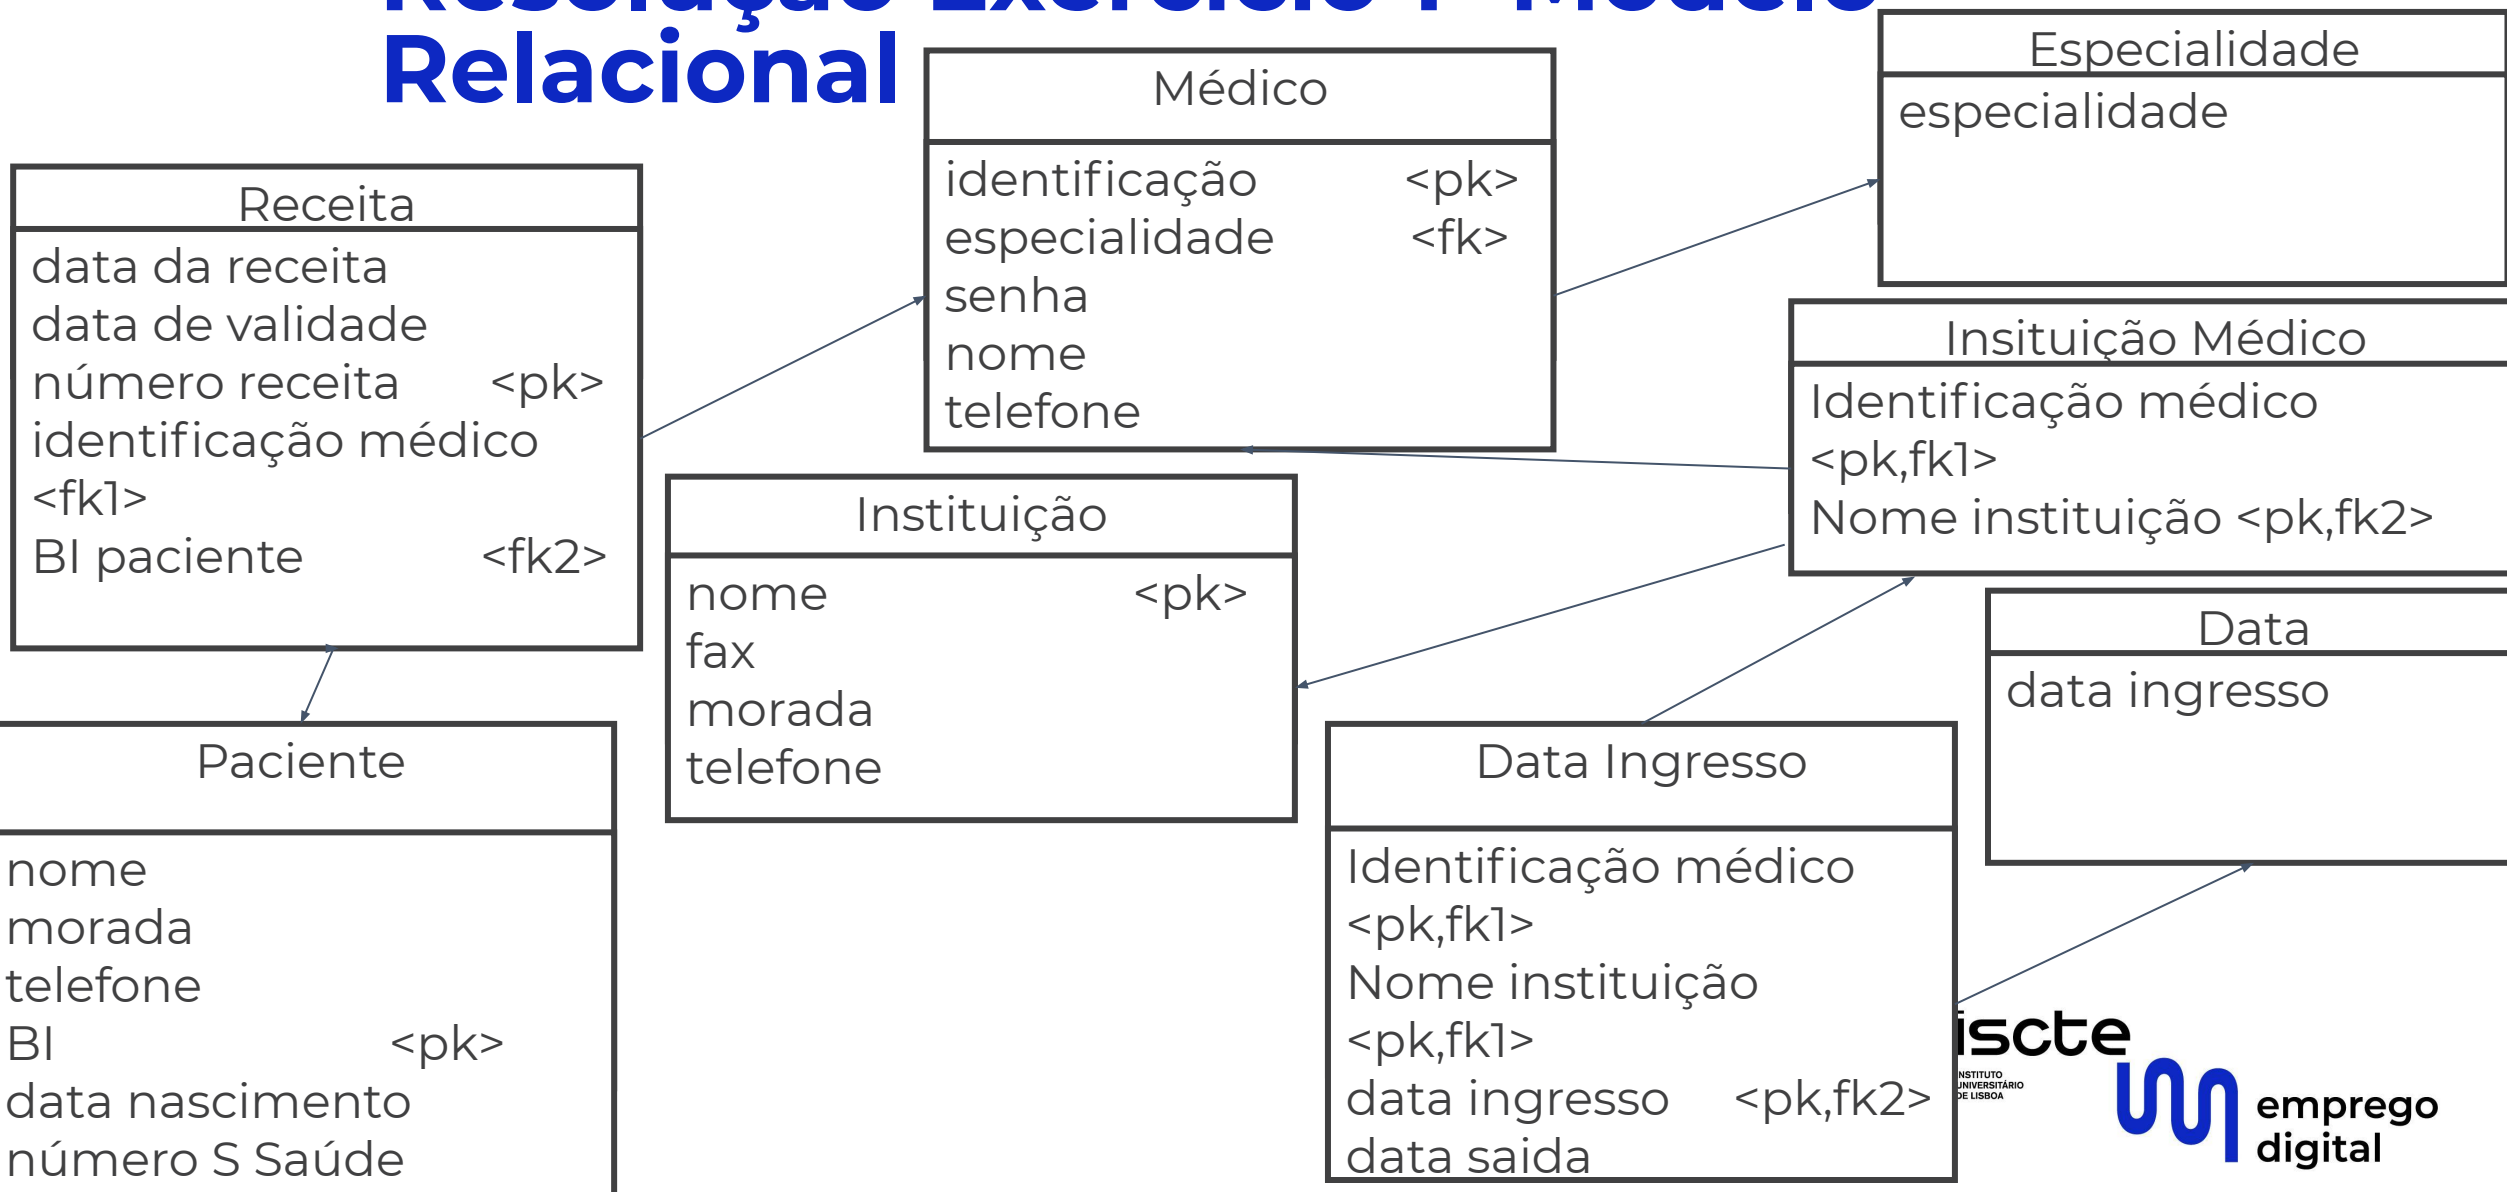 Relacional
Médico
identificação <pk>
especialidade <fk>
senha
nome
telefone
Especialidade
especialidade
Receita
data da receita
data de validade
número receita <pk>
identificação médico
<fk1>
BI paciente <fk2>
Insituição Médico
Identificação médico
<pk,fk1>
Nome instituição <pk,fk2>
Instituição
nome <pk>
fax
morada
telefone
Data
data ingresso
Paciente
nome
morada
telefone
BI <pk>
data nascimento
número S Saúde
Data Ingresso
Identificação médico
<pk,fk1>
Nome instituição
<pk,fk1>
data ingresso <pk,fk2>
data saida
iscte
DE LISBOA
emprego
digital